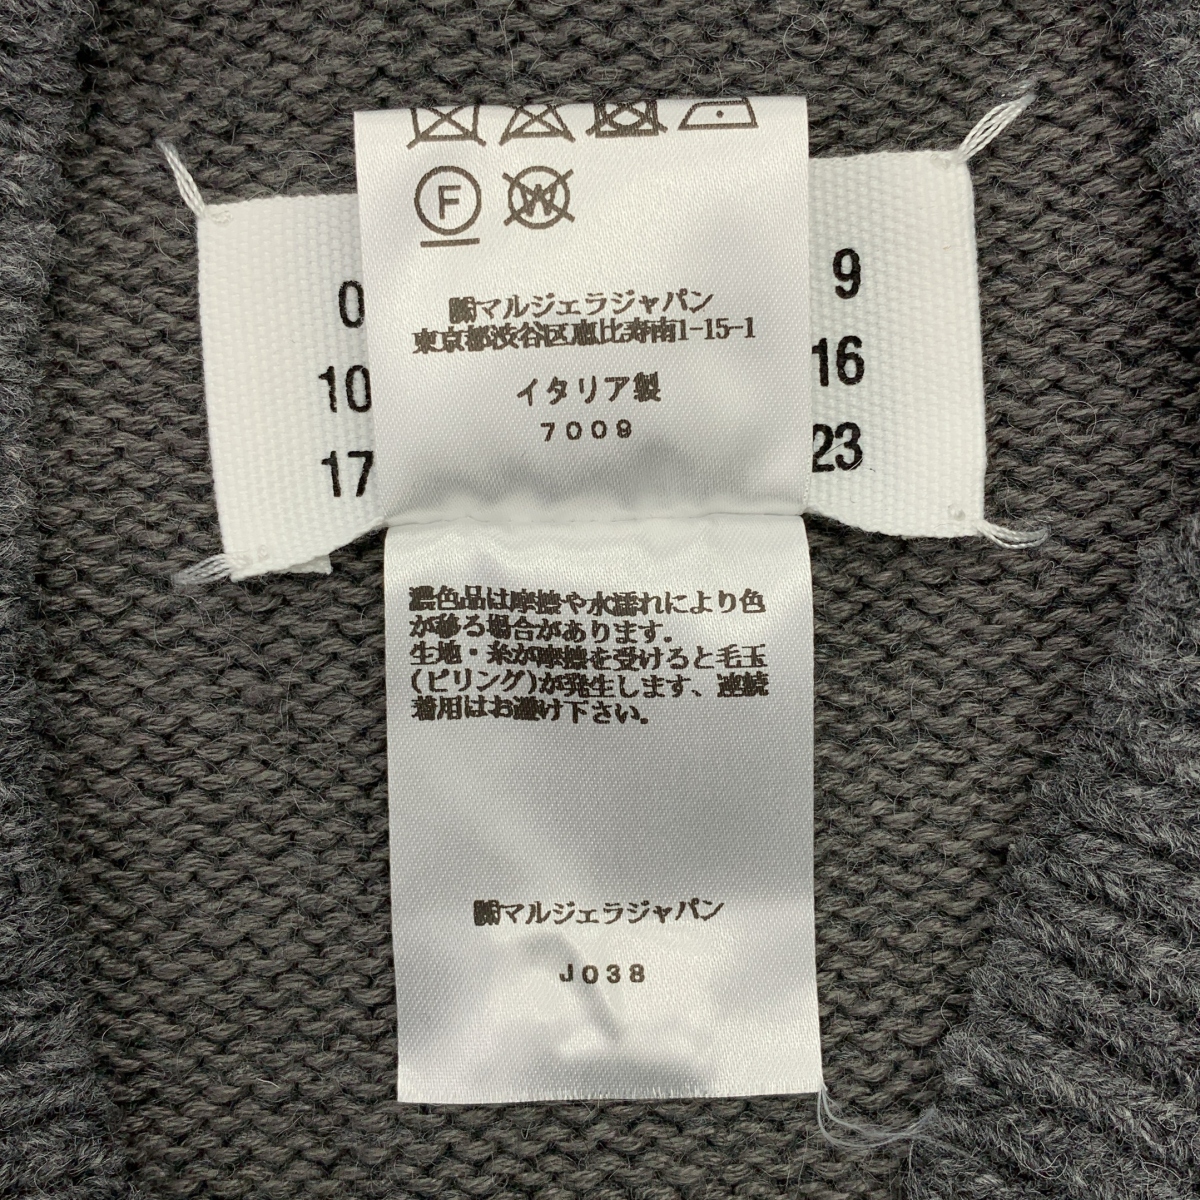 F
W
㈱マルジェラジャパン
東京都渋谷区恵比寿南1-15-1
イタリア製
7009
0
10
17
9
16
23
濃色品は摩擦や水濡れにより色
が移る場合があります。
生地・糸が摩擦を受けると毛玉
(ピリング)が発生します、連続
着用はお避け下さい。
㈱マルジェラジャパン
J038